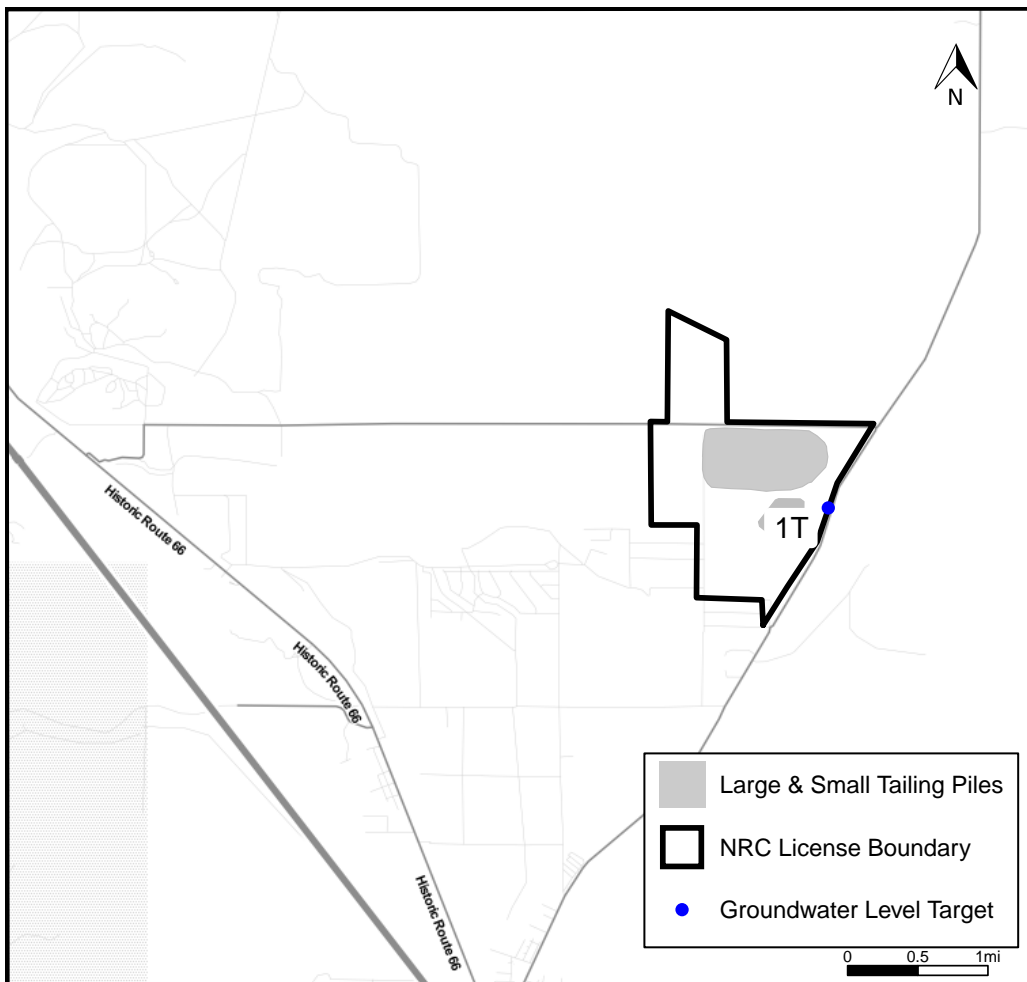 N
1T
Historic Route 66
Historic Route 66
Historic Route 66
Large & Small Tailing Piles
NRC License Boundary
Groundwater Level Target
0 0.5 1mi